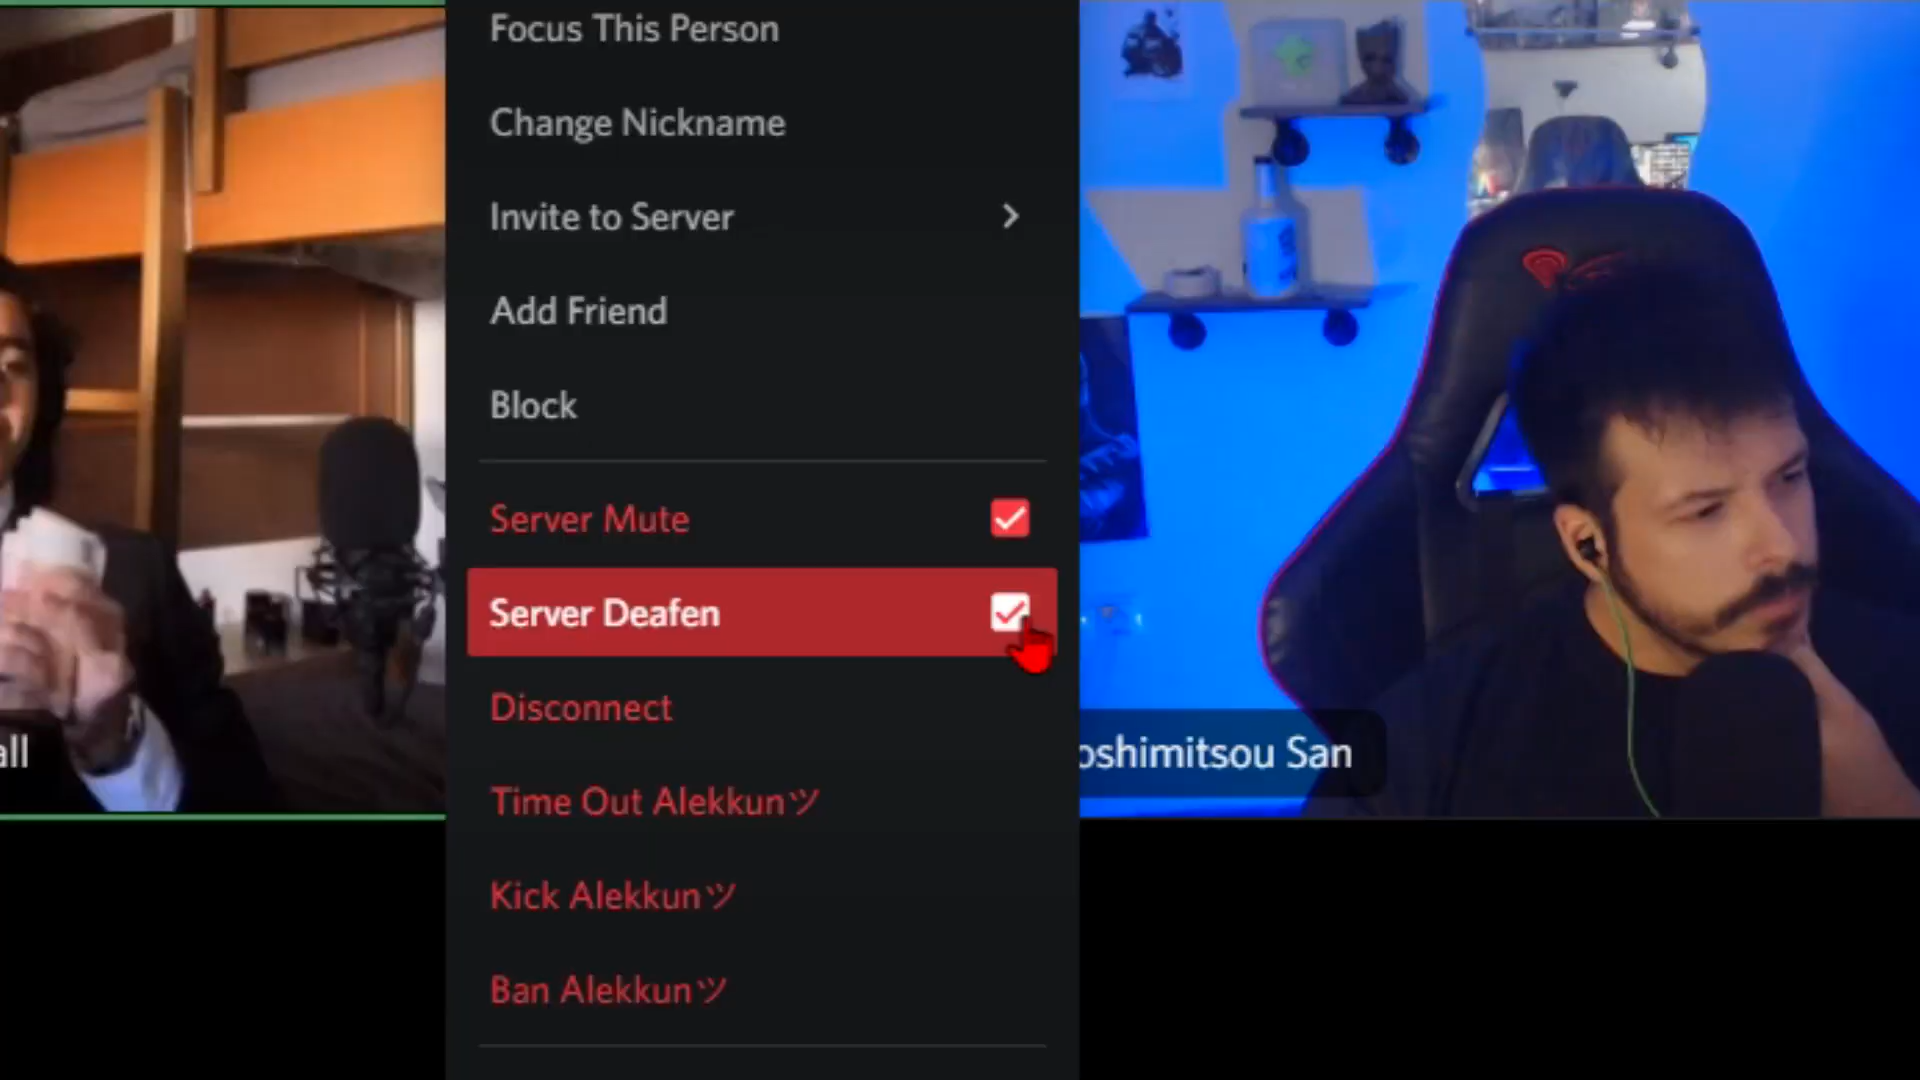 Focus This Person
Change Nickname
Invite to Server
Add Friend
Block
Server Mute
Server Deafen
Disconnect
Time Out Alekkunツ
Kick Alekkunツ
Ban Alekkunツ
all
oshimitsou San